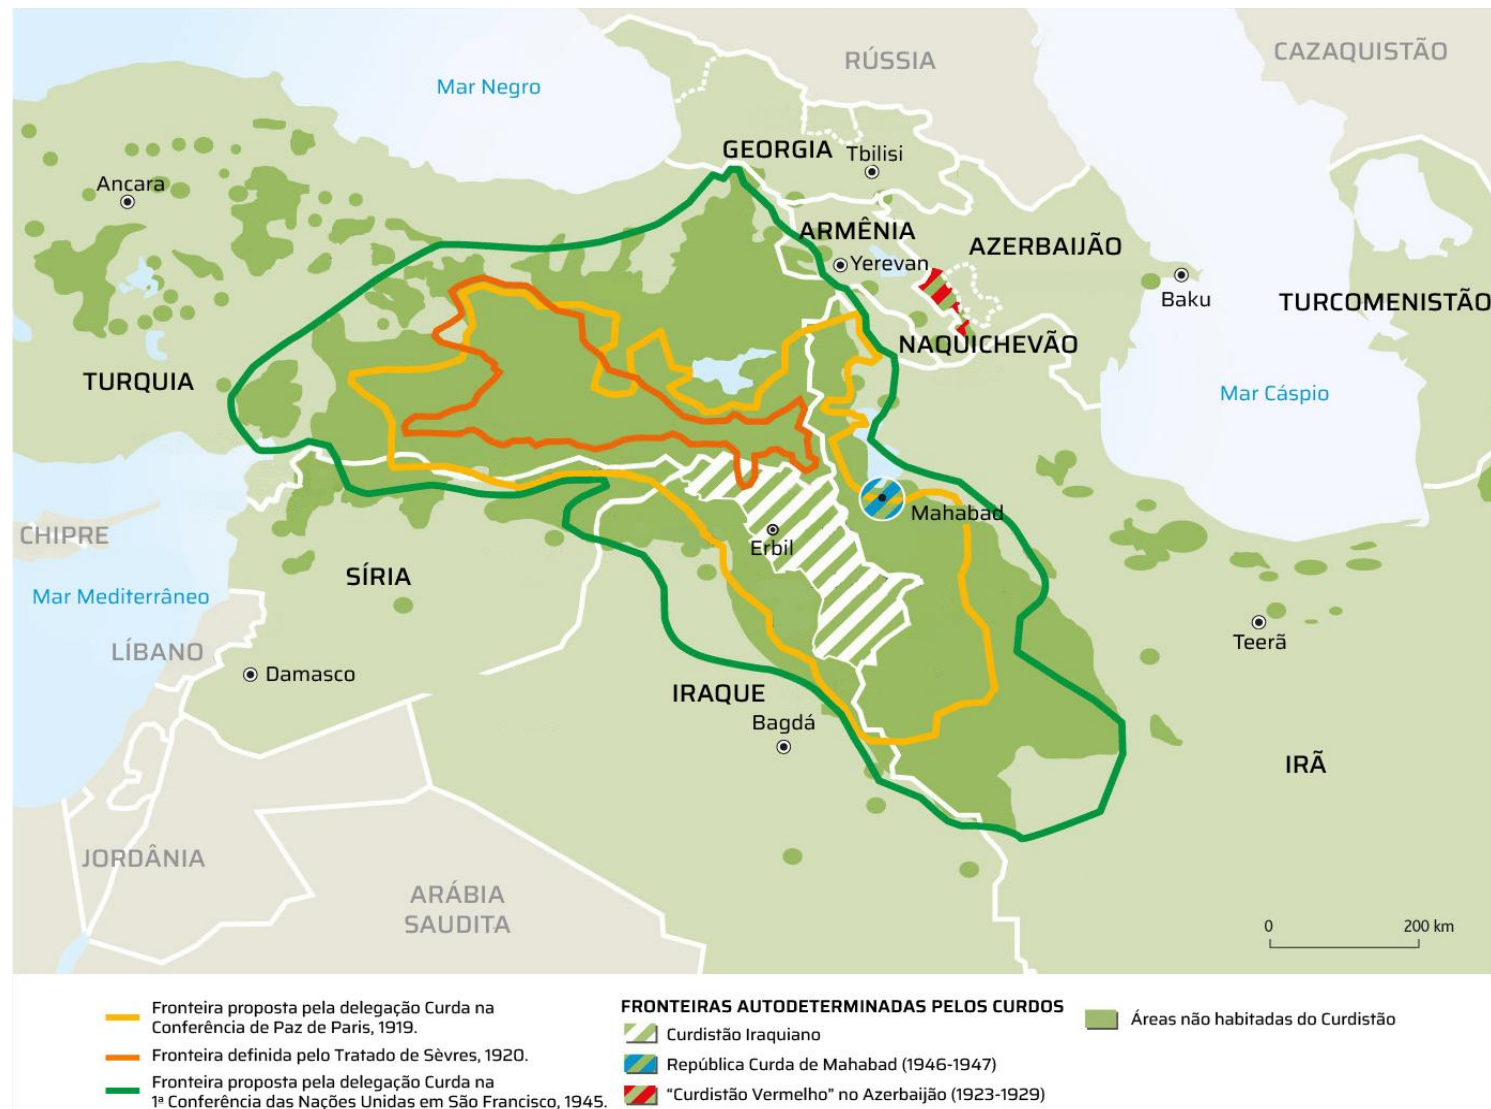 RÚSSIA
CAZAQUISTÃO
Mar Negro
GEORGIA
Tbilisi
Ancara
ARMÊNIA
AZERBAIJÃO
Yerevan
Baku
TURCOMENISTÃO
NAQUICHEVÃO
TURQUIA
Mar Cáspio
Mahabad
CHIPRE
Erbil
SÍRIA
Mar Mediterrâneo
Teerã
LÍBANO
Damasco
IRAQUE
Bagdá
IRÃ
JORDÂNIA
ARÁBIA
SAUDITA
0 200 km
Fronteira proposta pela delegação Curda na
Conferência de Paz de Paris, 1919.
Fronteira definida pelo Tratado de Sèvres, 1920.
Fronteira proposta pela delegação Curda na
1ª Conferência das Nações Unidas em São Francisco, 1945.
FRONTEIRAS AUTODETERMINADAS PELOS CURDOS
Curdistão Iraquiano
República Curda de Mahabad (1946-1947)
“Curdistão Vermelho” no Azerbaijão (1923-1929)
Áreas não habitadas do Curdistão